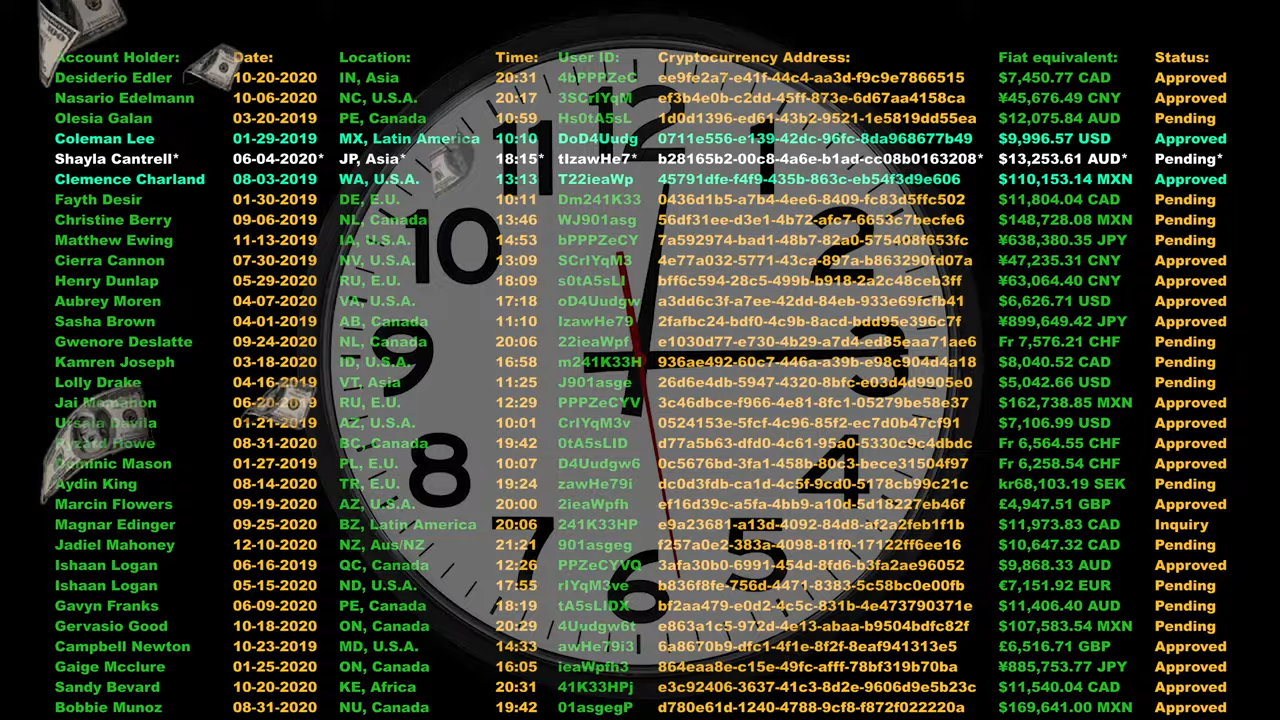 Account Holder: Date: Location: Time: User ID: Cryptocurrency Address: Fiat equivalent: Status:
Desiderio Edler 10-20-2020 IN, Asia 20:31 4bPPPZeC ee9fe2a7-e41f-44c4-aa3d-f9c9e7866515 $7,450.77 CAD Approved
Nasario Edelmann 10-06-2020 NC, U.S.A. 20:17 3SCrIYqM ef3b4e0b-c2dd-45ff-873e-6d67aa4158ca ¥45,676.49 CNY Approved
Olesia Galan 03-20-2019 PE, Canada 10:59 Hs0tA5sL 1d0d1396-ed61-43b2-9521-1e5819dd55ea $12,075.84 AUD Pending
Coleman Lee 01-29-2019 MX, Latin America 10:10 DoD4Uudg 0711e556-e139-42dc-96fc-8da968677b49 $9,996.57 USD Approved
Shayla Cantrell* 06-04-2020* JP, Asia* 18:15* tIzawHe7* b28165b2-00c8-4a6e-b1ad-cc08b0163208* $13,253.61 AUD* Pending*
Clemence Charland 08-03-2019 WA, U.S.A. 13:13 T22ieaWp 45791dfe-f4f9-435b-863c-eb54f3d9e606 $110,153.14 MXN Approved
Fayth Desir 01-30-2019 DE, E.U. 10:11 Dm241K33 0436d1b5-a7b4-4ee6-8409-fc83d5ffc502 $11,804.04 CAD Pending
Christine Berry 09-06-2019 NL, Canada 13:46 WJ901asg 56df31ee-d3e1-4b72-afc7-6653c7becfe6 $148,728.08 MXN Pending
Matthew Ewing 11-13-2019 IA, U.S.A. 14:53 bPPPZeCY 7a592974-bad1-48b7-82a0-575408f653fc ¥638,380.35 JPY Pending
Cierra Cannon 07-30-2019 NV, U.S.A. 13:09 SCrIYqM3 4e77a032-5771-43ca-897a-b863290fd07a ¥47,235.31 CNY Pending
Henry Dunlap 05-29-2020 RU, E.U. 18:09 s0tA5sLI bff6c594-28c5-499b-b918-2a2c48ceb3ff ¥63,064.40 CNY Pending
Aubrey Moren 04-07-2020 VA, U.S.A. 17:18 oD4Uudgw a3dd6c3f-a7ee-42dd-84eb-933e69fcfb41 $6,626.71 USD Approved
Sasha Brown 04-01-2019 AB, Canada 11:10 IzawHe79 2fafbc24-bdf0-4c9b-8acd-bdd95e396c7f ¥899,649.42 JPY Approved
Gwenore Deslatte 09-24-2020 NL, Canada 20:06 22ieaWpf e1030d77-e730-4b29-a7d4-ed85eaa71ae6 Fr 7,576.21 CHF Pending
Kamren Joseph 03-18-2020 ID, U.S.A. 16:58 m241K33H 936ae492-60c7-446a-a39b-e98c904d4418 $8,040.52 CAD Pending
Lolly Drake 04-16-2019 VT, Asia 11:25 J901asge 26d6e4db-5947-4320-8bfc-e03d4d9905e0 $5,042.66 USD Pending
Jai 06-20-2019 RU, E.U. 12:29 PPPZeCYV 3c46dbce-f966-4e81-8fc1-05279be58e37 $162,738.85 MXN Pending
Ursula Davila 01-21-2019 AZ, U.S.A. 10:01 CrIYqM3v 0524153e-5fcf-4c96-85f2-ec7d0b47cf91 $7,106.99 USD Approved
Howe 08-31-2020 BC, Canada 19:42 0tA5sLID d77a5b63-dfd0-4c61-95a0-5330c9c4dbdc Fr 6,564.55 CHF Approved
Dominic Mason 01-27-2019 PL, E.U. 10:07 D4Uudgw6 0c5676bd-3fa1-458b-80c3-bece31504f97 Fr 6,258.54 CHF Approved
Aydin King 08-14-2020 TR, E.U. 19:24 zawHe79i dc0d3fdb-ca1d-4c5f-9cd0-5178cb99c21c kr68,103.19 SEK Pending
Marcin Flowers 09-19-2020 AZ, U.S.A. 20:00 2ieaWpfh ef16d39c-a5fa-4bb9-a10d-5d18227eb46f £4,947.51 GBP Approved
Magnar Edinger 09-25-2020 BZ, Latin America 20:06 241K33HP e9a23681-a13d-4092-84d8-af2a2feb1f1b $11,973.83 CAD Inquiry
Jadiel Mahoney 12-10-2020 NZ, Aus/NZ 21:21 901asgeg f257a0e2-383a-4098-81f0-17122ff6ee16 $10,647.32 CAD Pending
Ishaan Logan 06-16-2019 QC, Canada 12:26 PPZeCYVQ 3afa30b0-6991-454d-8fd6-b3fa2ae96052 $9,868.33 AUD Approved
Ishaan Logan 05-15-2020 ND, U.S.A. 17:55 rIYqM3ve b836f8fe-756d-4471-8383-5c58bc0e00fb €7,151.92 EUR Pending
Gavyn Franks 06-09-2020 PE, Canada 18:19 tA5sLIDX bf2aa479-e0d2-4c5c-831b-4e473790371e $11,406.40 AUD Pending
Gervasio Good 10-18-2020 ON, Canada 20:29 4Uudgw6t e863a1c5-972d-4e13-abaa-b9504bdfc82f $107,583.54 MXN Pending
Campbell Newton 10-23-2019 MD, U.S.A. 14:33 awHe79i3 6a8670b9-dfc1-4f1e-8f2f-8eaf941313e5 £6,516.71 GBP Approved
Gaige Mcclure 01-25-2020 ON, Canada 16:05 ieaWpfh3 864eaa8e-c15e-49fc-afff-78bf319b70ba ¥885,753.77 JPY Approved
Sandy Bevard 10-20-2020 KE, Africa 20:31 41K33HPj e3c92406-3637-41c3-8d2e-9606d9e5b23c $11,540.04 CAD Approved
Bobbie Munoz 08-31-2020 NU, Canada 19:42 01asgegP d780e61d-1240-4788-9cf8-f872f022220a $169,641.00 MXN Approved
12
11
1
10
2
9
3
8
4
7
5
6